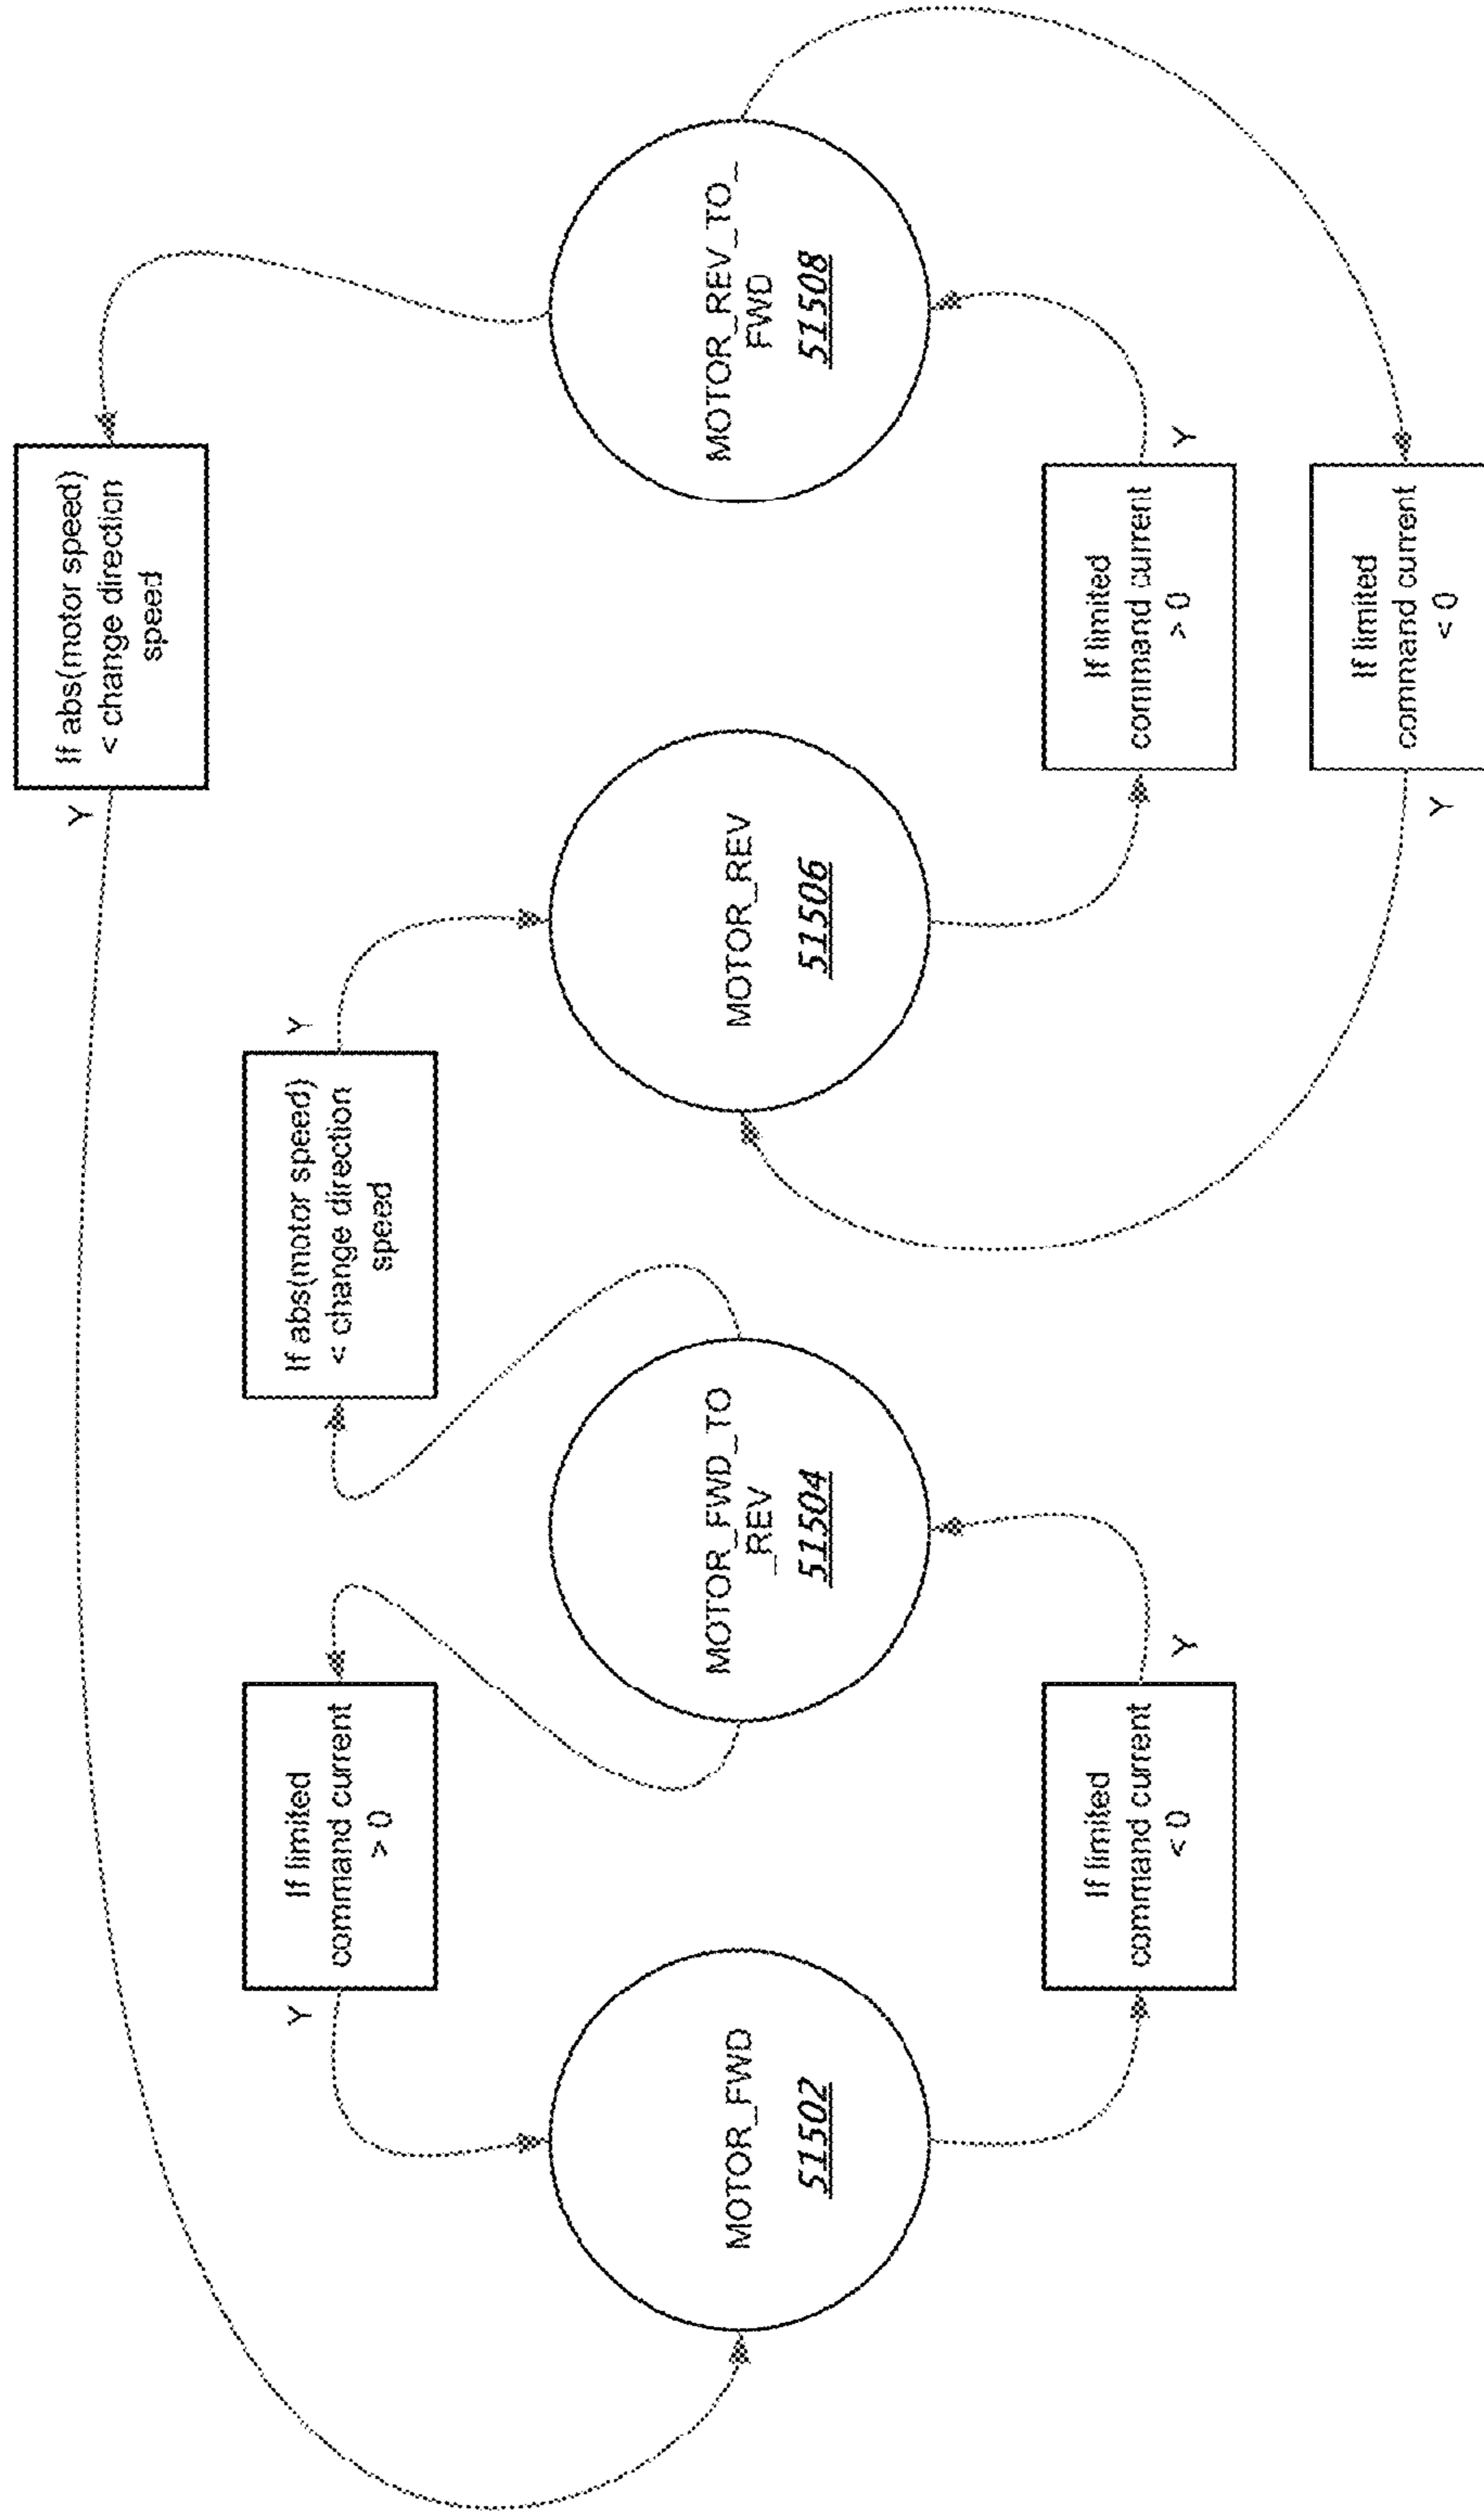 If abs(motor speed)
< change direction
speed
Y
If limited
command current
> 0
Y
If abs(motor speed)
< change direction
speed
Y
MOTOR_FWD
51502
MOTOR_FWD_TO
_REV
51504
MOTOR_REV
51506
MOTOR_REV_TO_
FWD
51508
If limited
command current
< 0
Y
If limited
command current
> 0
Y
If limited
command current
< 0
Y